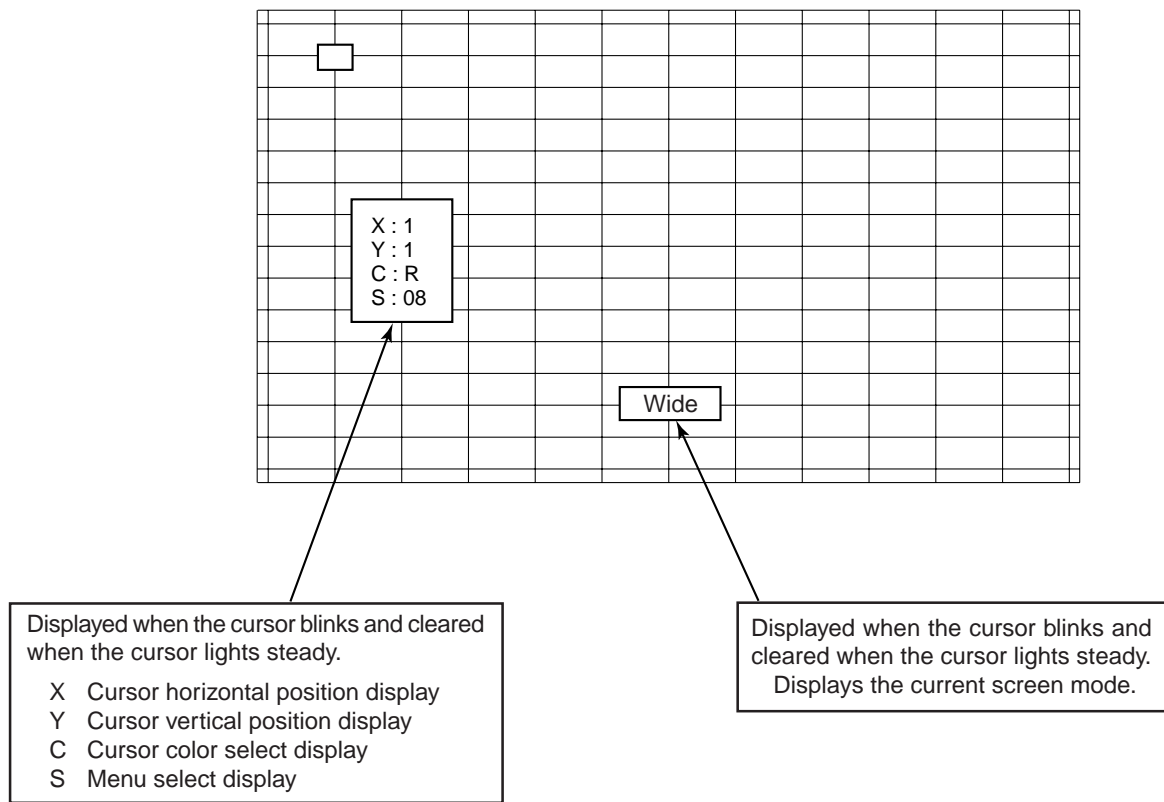 X : 1
Y : 1
C : R
S : 08
Wide
Displayed when the cursor blinks and cleared
when the cursor lights steady.
X Cursor horizontal position display
Y Cursor vertical position display
C Cursor color select display
S Menu select display
Displayed when the cursor blinks and
cleared when the cursor lights steady.
Displays the current screen mode.